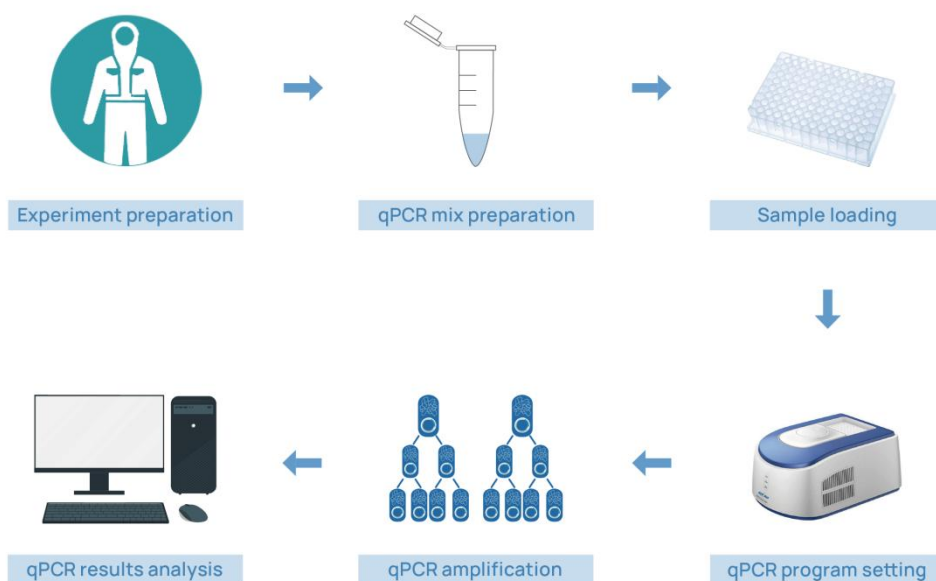 Experiment preparation
qPCR mix preparation
Sample loading
qPCR results analysis
qPCR amplification
qPCR program setting